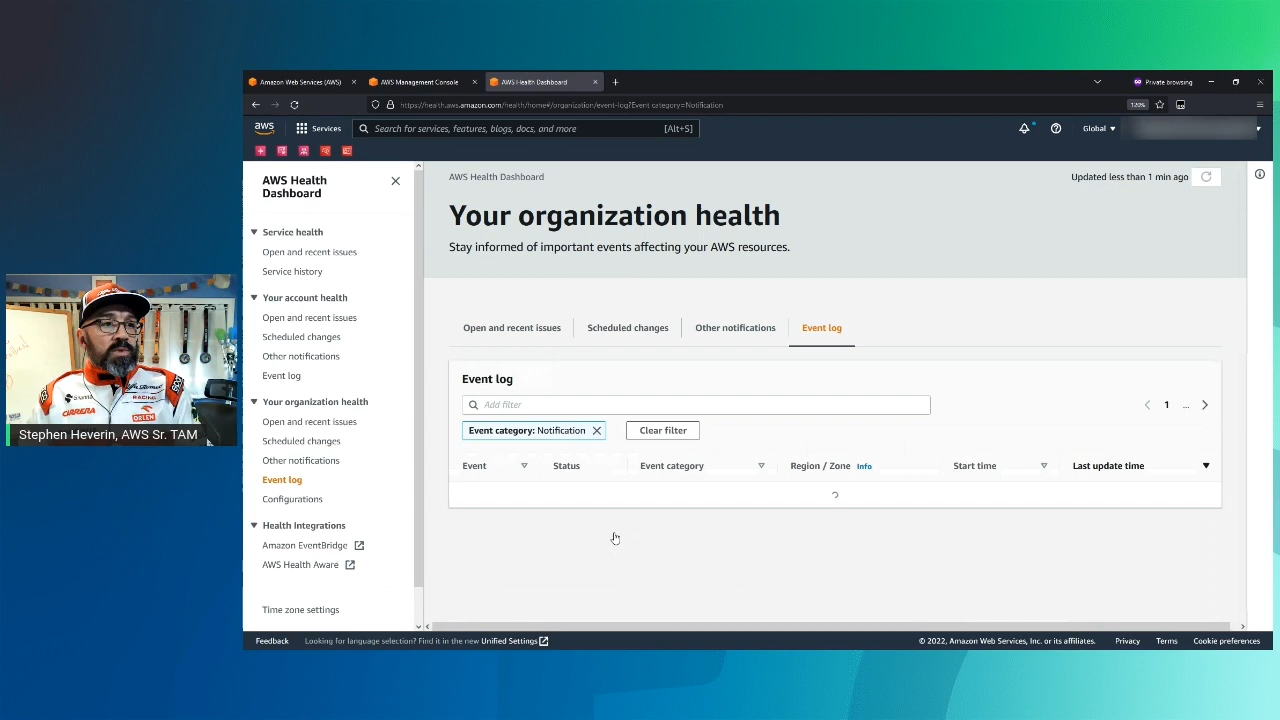 Amazon Web Services (AWS)
AWS Management Console
AWS Health Dashboard
Private browsing
https://health.aws.amazon.com/health/home#/organization/event-log?Event category=Notification
120%
aws
Services
Search for services, features, blogs, docs, and more
[Alt+S]
Global
AWS Health
Dashboard
Service health
Open and recent issues
Service history
Your account health
Open and recent issues
Scheduled changes
Other notifications
Event log
Your organization health
Open and recent issues
Scheduled changes
Other notifications
Event log
Configurations
Health Integrations
Amazon EventBridge
AWS Health Aware
Time zone settings
AWS Health Dashboard
Updated less than 1 min ago
Your organization health
Stay informed of important events affecting your AWS resources.
Open and recent issues
Scheduled changes
Other notifications
Event log
Event log
Add filter
1 ...
Event category: Notification
Clear filter
Event
Status
Event category
Region / Zone Info
Start time
Last update time
Feedback
Looking for language selection? Find it in the new Unified Settings
© 2022, Amazon Web Services, Inc. or its affiliates.
Privacy
Terms
Cookie preferences
CARRERA
RACING
ORLEN
Stephen Heverin, AWS Sr. TAM